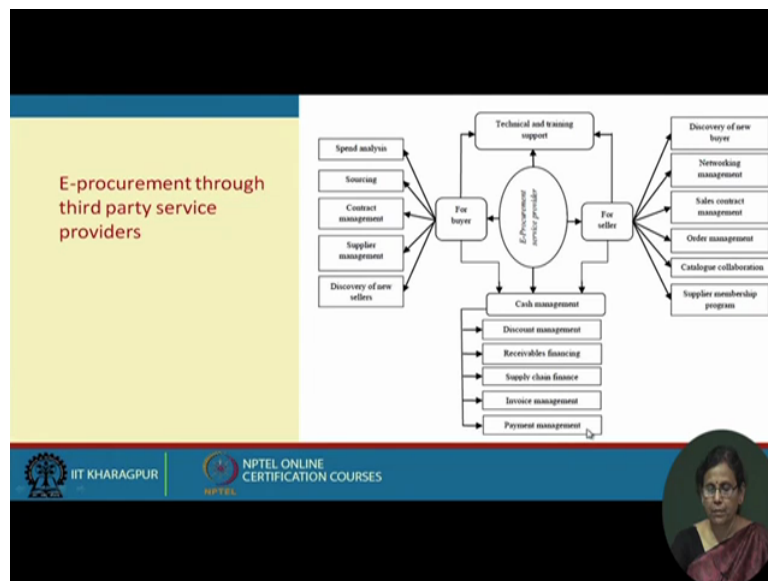 E-procurement through
third party service
providers
Technical and training
support
Spend analysis
Sourcing
Contract
management
Supplier
management
Discovery of new
sellers
For
buyer
E-Procurement
service provider
For
seller
Discovery of new
buyer
Networking
management
Sales contract
management
Order management
Catalogue collaboration
Supplier membership
program
Cash management
Discount management
Receivables financing
Supply chain finance
Invoice management
Payment management
IIT KHARAGPUR
NPTEL
NPTEL ONLINE
CERTIFICATION COURSES